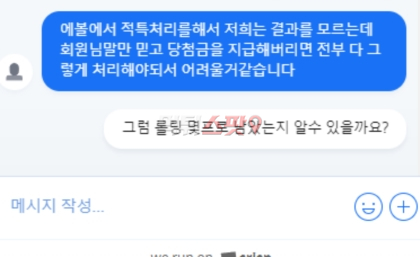 에볼에서 적특처리를해서 저희는 결과를 모르는데
회원님말만 믿고 당첨금을 지급해버리면 전부 다 그
렇게 처리해야되서 어려울거같습니다
그럼 롤링 몇프로 남았는지 알수 있을까요?
메시지 작성...
we run on